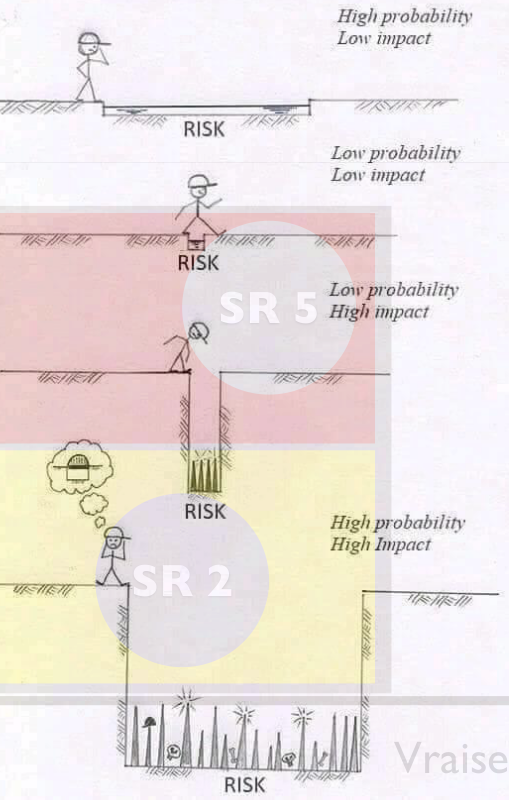 High probability
Low impact
RISK
Low probability
Low impact
RISK
SR 5
Low probability
High impact
RISK
High probability
High Impact
SR 2
Vraise
RISK